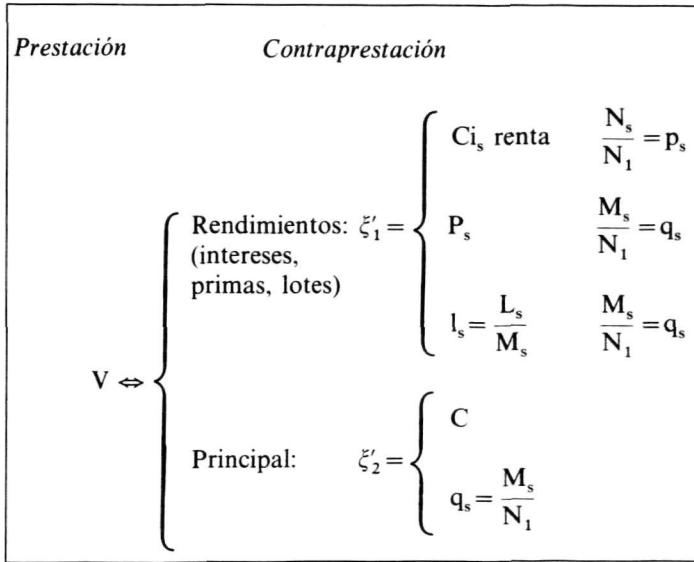 Prestación Contraprestación
Ci_s renta N_s/N_1 = p_s
Rendimientos: ξ′_1 = P_s M_s/N_1 = q_s
(intereses,
primas, lotes)
l_s = L_s/M_s M_s/N_1 = q_s
V ⇔
C
Principal: ξ′_2 =
q_s = M_s/N_1